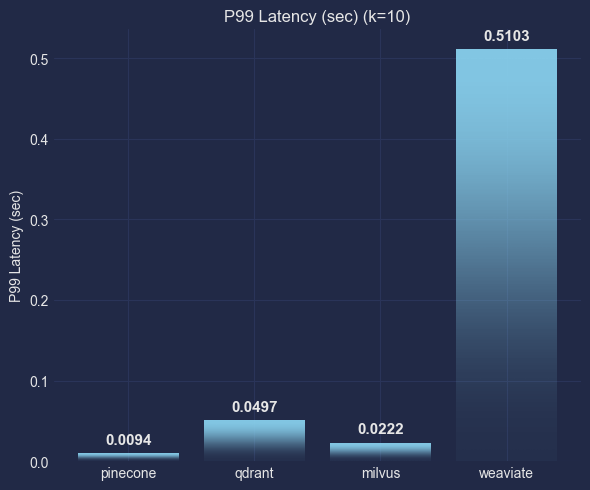 P99 Latency (sec) (k=10)
P99 Latency (sec)
0.5
0.4
0.3
0.2
0.1
0.0
0.0094
0.0497
0.0222
0.5103
pinecone
qdrant
milvus
weaviate